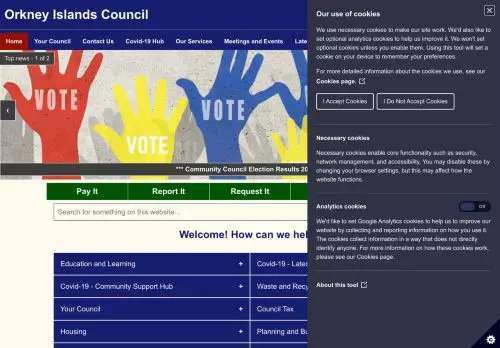 Orkney Islands Council
Home Your Council Contact Us Covid-19 Hub Our Services Meetings and Events
Top news - 1 of 2
VOTE VOTE VOTE
*** Community Council Election Results
Pay It Report It Request It
Search for something on this website...
Welcome! How can we
Education and Learning +
Covid-19 - Community Support Hub +
Your Council +
Housing +
Covid-19 -
Waste and
Council Tax
Planning and
Our use of cookies
We use necessary cookies to make our site work. We'd also like to
set optional analytics cookies to help us improve it. We won't set
optional cookies unless you enable them. Using this tool will set a
cookie on your device to remember your preferences.
For more detailed information about the cookies we use, see our
Cookies page.
I Accept Cookies I Do Not Accept Cookies
Necessary cookies
Necessary cookies enable core functionality such as security,
network management, and accessibility. You may disable these by
changing your browser settings, but this may affect how the
website functions.
Analytics cookies Off
We'd like to set Google Analytics cookies to help us to improve our
website by collecting and reporting information on how you use it.
The cookies collect information in a way that does not directly
identify anyone. For more information on how these cookies work,
please see our Cookies page.
About this tool